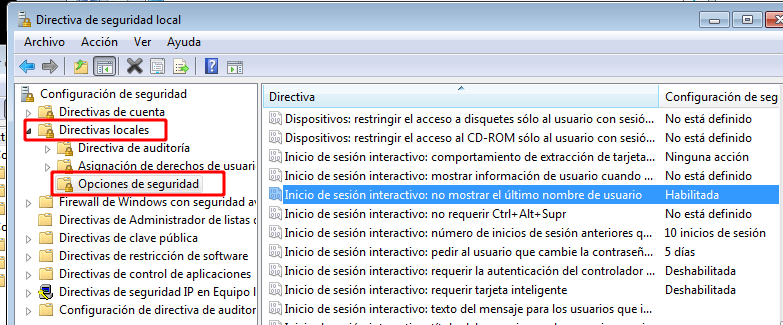 Directiva de seguridad local
Archivo Acción Ver Ayuda
Configuración de seguridad
Directivas de cuenta
Directivas locales
Directiva de auditoría
Asignación de derechos de usuari
Opciones de seguridad
Firewall de Windows con seguridad av
Directivas de Administrador de listas d
Directivas de clave pública
Directivas de restricción de software
Directivas de control de aplicaciones
Directivas de seguridad IP en Equipo l
Configuración de directiva de auditor
Directiva Configuración de seg
Dispositivos: restringir el acceso a disquetes sólo al usuario con sesió... No está definido
Dispositivos: restringir el acceso al CD-ROM sólo al usuario con sesió... No está definido
Inicio de sesión interactivo: comportamiento de extracción de tarjeta... Ninguna acción
Inicio de sesión interactivo: mostrar información de usuario cuando ... No está definido
Inicio de sesión interactivo: no mostrar el último nombre de usuario Habilitada
Inicio de sesión interactivo: no requerir Ctrl+Alt+Supr No está definido
Inicio de sesión interactivo: número de inicios de sesión anteriores q... 10 inicios de sesión
Inicio de sesión interactivo: pedir al usuario que cambie la contraseñ... 5 días
Inicio de sesión interactivo: requerir la autenticación del controlador ... Deshabilitada
Inicio de sesión interactivo: requerir tarjeta inteligente Deshabilitada
Inicio de sesión interactivo: texto del mensaje para los usuarios que i...